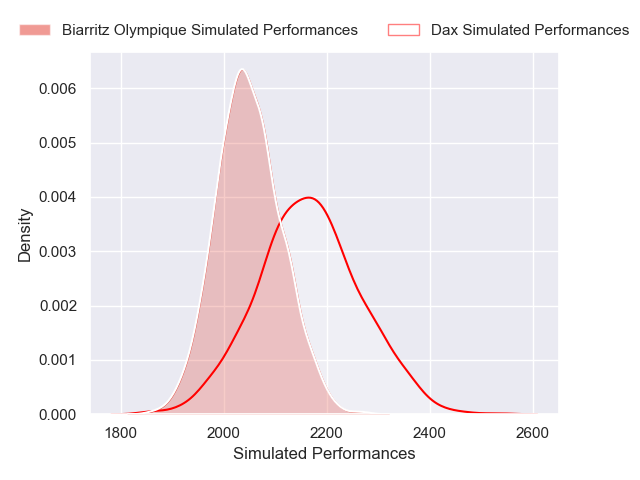 Biarritz Olympique Simulated Performances Dax Simulated Performances
0.006
0.005
0.004
0.003
0.002
0.001
0.000
Density
1800 2000 2200 2400 2600
Simulated Performances